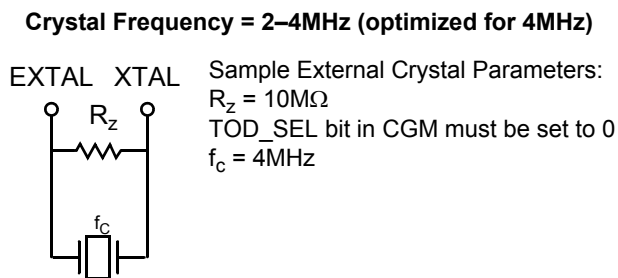 Crystal Frequency = 2–4MHz (optimized for 4MHz)
EXTAL XTAL
Rz
fC
Sample External Crystal Parameters:
Rz = 10MΩ
TOD_SEL bit in CGM must be set to 0
fc = 4MHz